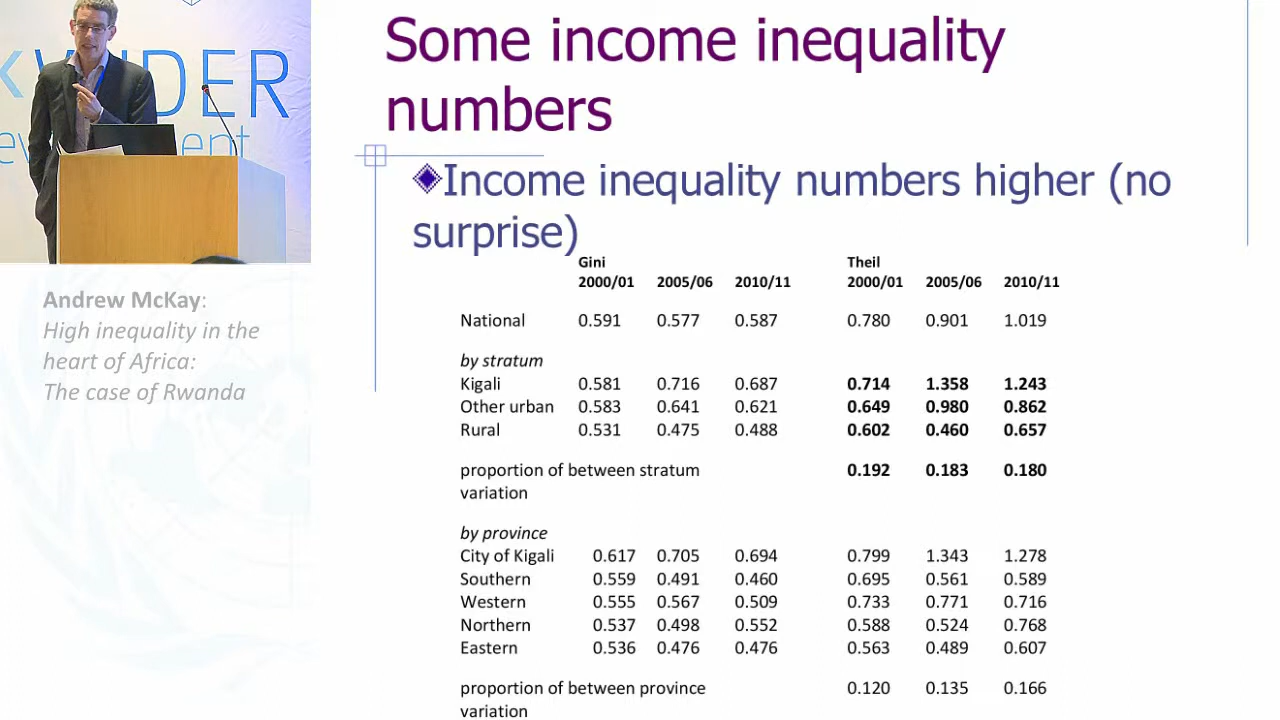 WIDER
Some income inequality
numbers
Income inequality numbers higher (no
surprise)
Andrew McKay:
High inequality in the
heart of Africa:
The case of Rwanda
Gini Theil
2000/01 2005/06 2010/11 2000/01 2005/06 2010/11
National 0.591 0.577 0.587 0.780 0.901 1.019
by stratum
Kigali 0.581 0.716 0.687 0.714 1.358 1.243
Other urban 0.583 0.641 0.621 0.649 0.980 0.862
Rural 0.531 0.475 0.488 0.602 0.460 0.657
proportion of between stratum 0.192 0.183 0.180
variation
by province
City of Kigali 0.617 0.705 0.694 0.799 1.343 1.278
Southern 0.559 0.491 0.460 0.695 0.561 0.589
Western 0.555 0.567 0.509 0.733 0.771 0.716
Northern 0.537 0.498 0.552 0.588 0.524 0.768
Eastern 0.536 0.476 0.476 0.563 0.489 0.607
proportion of between province 0.120 0.135 0.166
variation